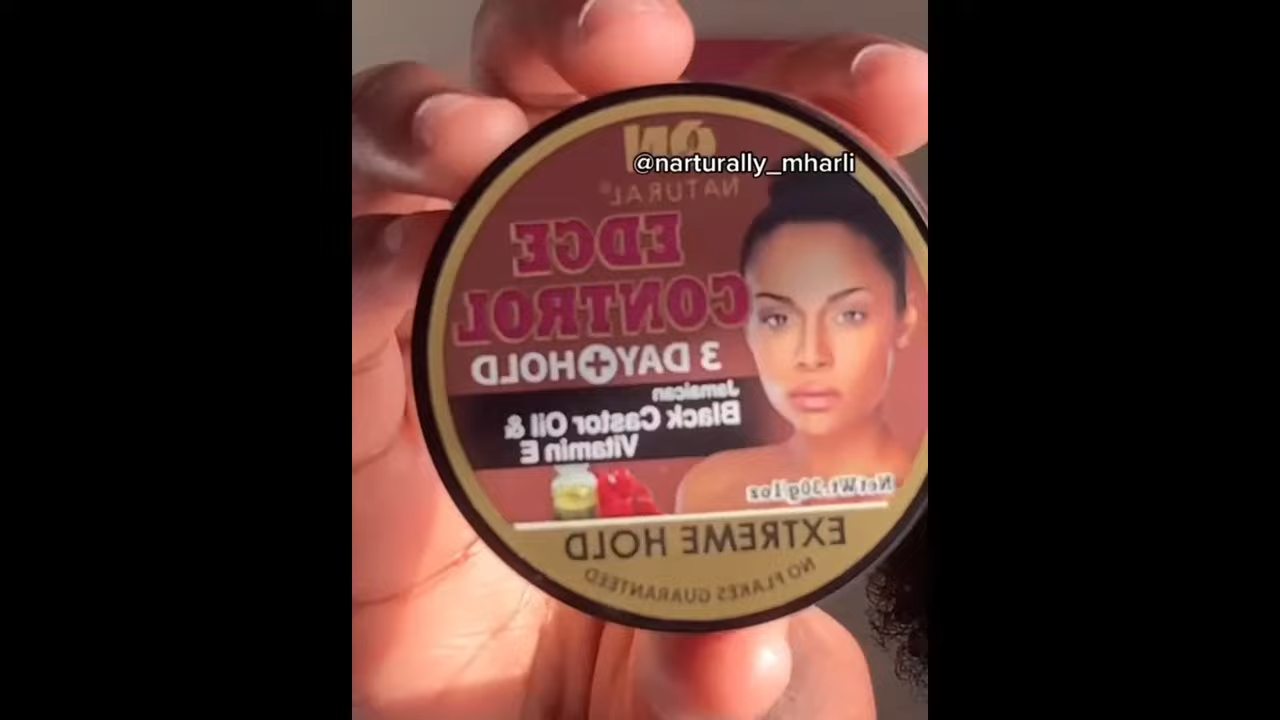 ØN
@narturally_mharli
NATURAL®
EDGE
CONTROL
3 DAY+HOLD
Jamaican
Black Castor Oil &
Vitamin E
Net Wt.30g/1oz
EXTREME HOLD
NO FLAKES GUARANTEED